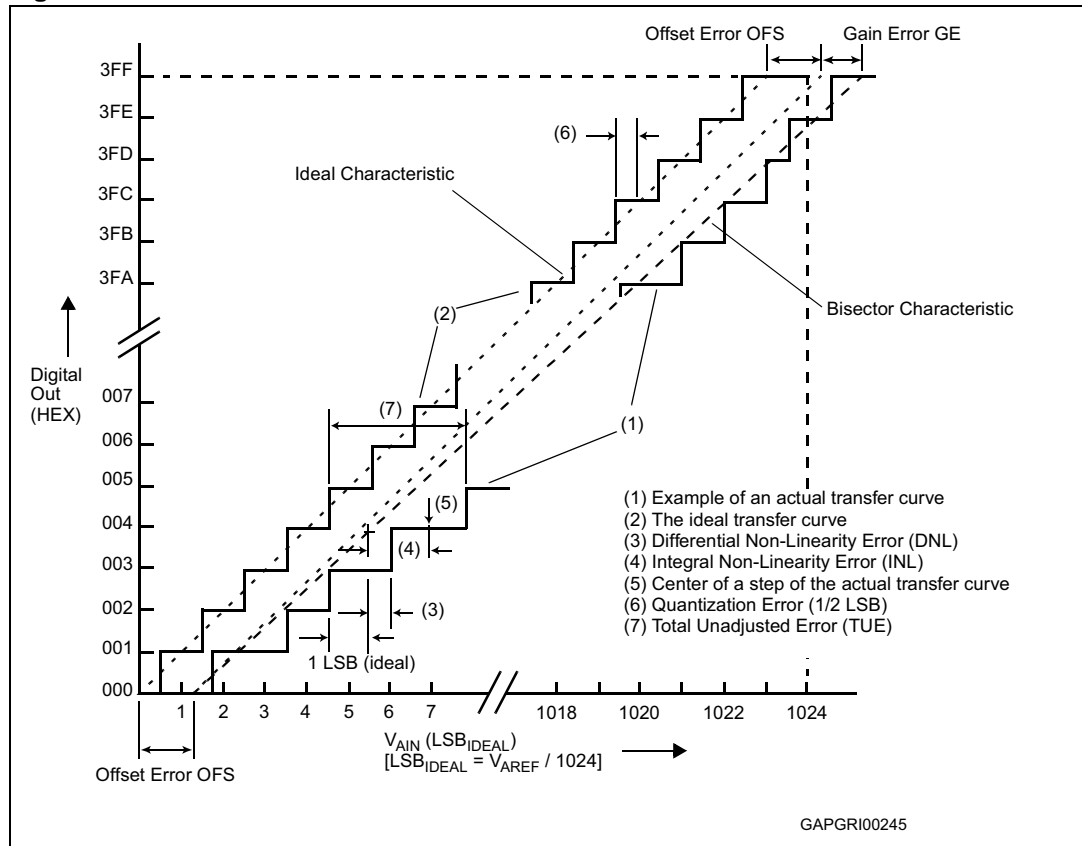 Offset Error OFS
Gain Error GE
3FF
3FE
3FD
3FC
3FB
3FA
(6)
Ideal Characteristic
(2)
Bisector Characteristic
Digital
Out
(HEX)
007
006
005
004
003
002
001
000
(7)
(1)
(5)
(4)
(3)
1 LSB (ideal)
(1) Example of an actual transfer curve
(2) The ideal transfer curve
(3) Differential Non-Linearity Error (DNL)
(4) Integral Non-Linearity Error (INL)
(5) Center of a step of the actual transfer curve
(6) Quantization Error (1/2 LSB)
(7) Total Unadjusted Error (TUE)
1 2 3 4 5 6 7 1018 1020 1022 1024
VAIN (LSBIDEAL)
[LSBIDEAL = VAREF / 1024]
Offset Error OFS
GAPGRI00245